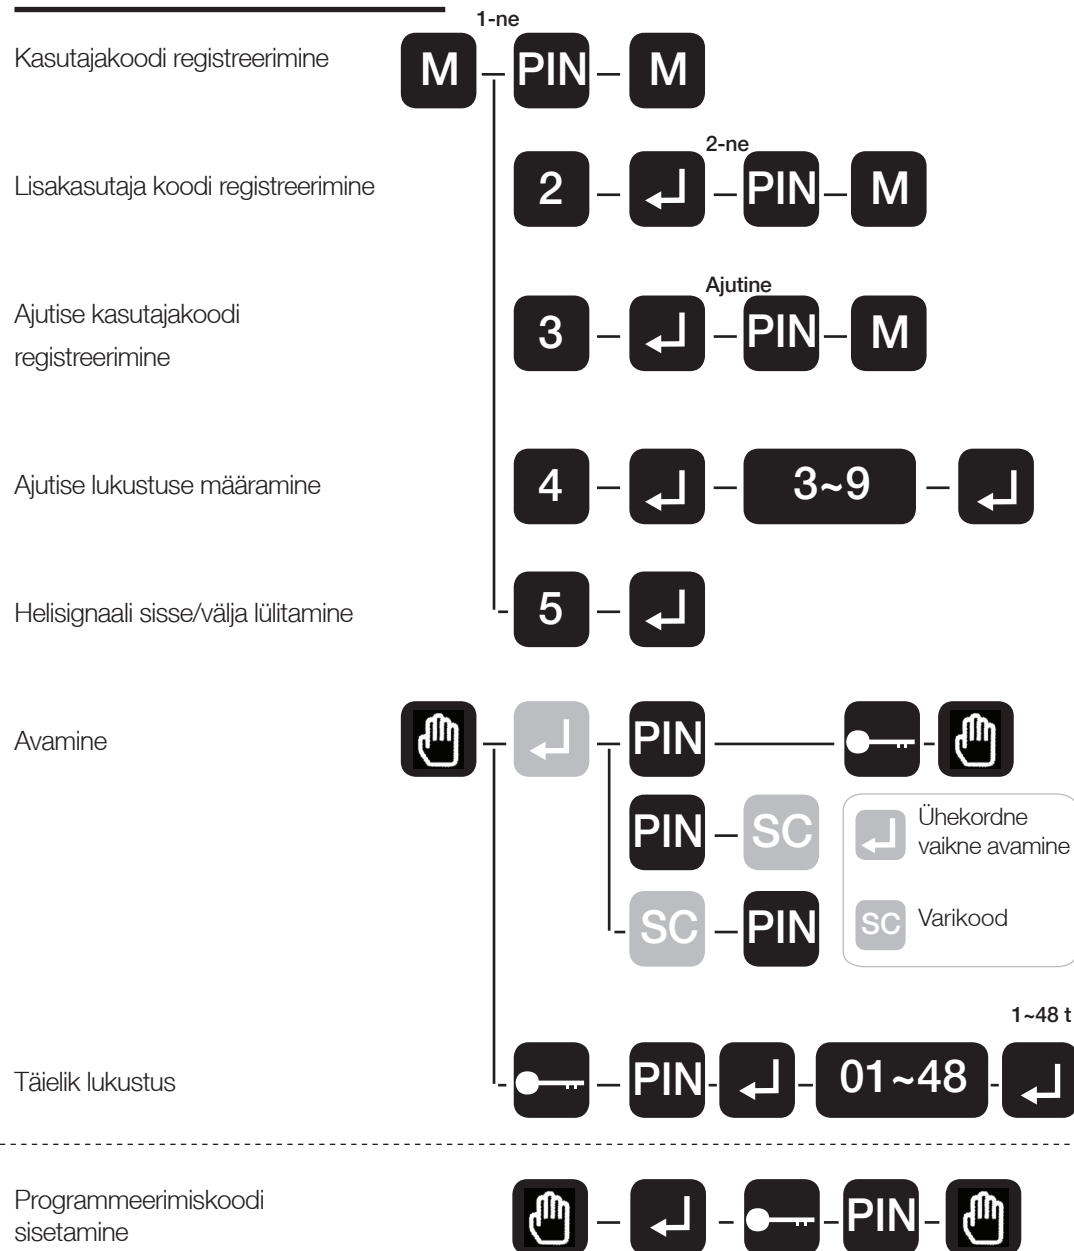 1-ne
Kasutajakoodi registreerimine M PIN M
2-ne
Lisakasutaja koodi registreerimine 2 PIN M
Ajutine
Ajutise kasutajakoodi
registreerimine
3 PIN M
Ajutise lukustuse määramine 4 3~9
Helisignaali sisse/välja lülitamine 5
Avamine PIN
PIN SC
SC PIN
Ühekordne
vaikne avamine
SC Varikood
1~48 t
Täielik lukustus PIN 01~48
Programmeerimiskoodi
sisetamine
PIN